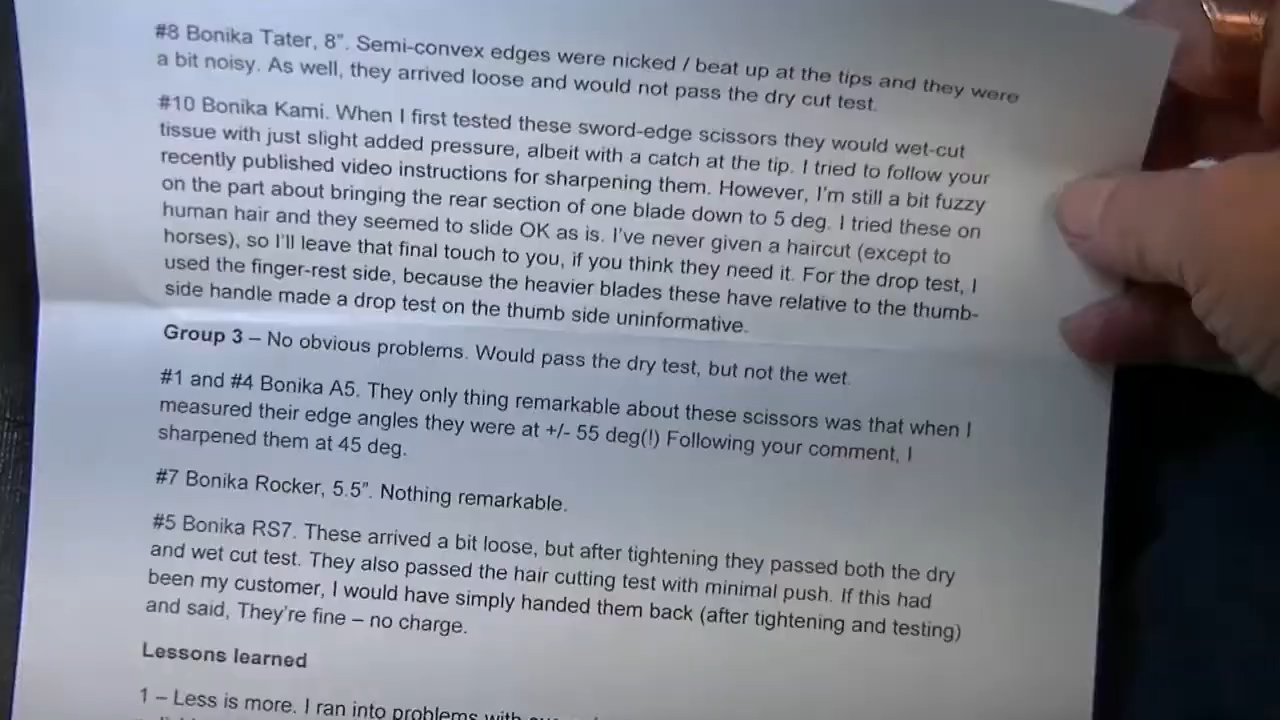 #8 Bonika Tater, 8”. Semi-convex edges were nicked / beat up at the tips and they were
a bit noisy. As well, they arrived loose and would not pass the dry cut test.
#10 Bonika Kami. When I first tested these sword-edge scissors they would wet-cut
tissue with just slight added pressure, albeit with a catch at the tip. I tried to follow your
recently published video instructions for sharpening them. However, I’m still a bit fuzzy
on the part about bringing the rear section of one blade down to 5 deg. I tried these on
human hair and they seemed to slide OK as is. I’ve never given a haircut (except to
horses), so I’ll leave that final touch to you, if you think they need it. For the drop test, I
used the finger-rest side, because the heavier blades these have relative to the thumb-
side handle made a drop test on the thumb side uninformative.
Group 3 – No obvious problems. Would pass the dry test, but not the wet.
#1 and #4 Bonika A5. They only thing remarkable about these scissors was that when I
measured their edge angles they were at +/- 55 deg(!) Following your comment, I
sharpened them at 45 deg.
#7 Bonika Rocker, 5.5”. Nothing remarkable.
#5 Bonika RS7. These arrived a bit loose, but after tightening they passed both the dry
and wet cut test. They also passed the hair cutting test with minimal push. If this had
been my customer, I would have simply handed them back (after tightening and testing)
and said, They’re fine – no charge.
Lessons learned
1 – Less is more. I ran into problems with